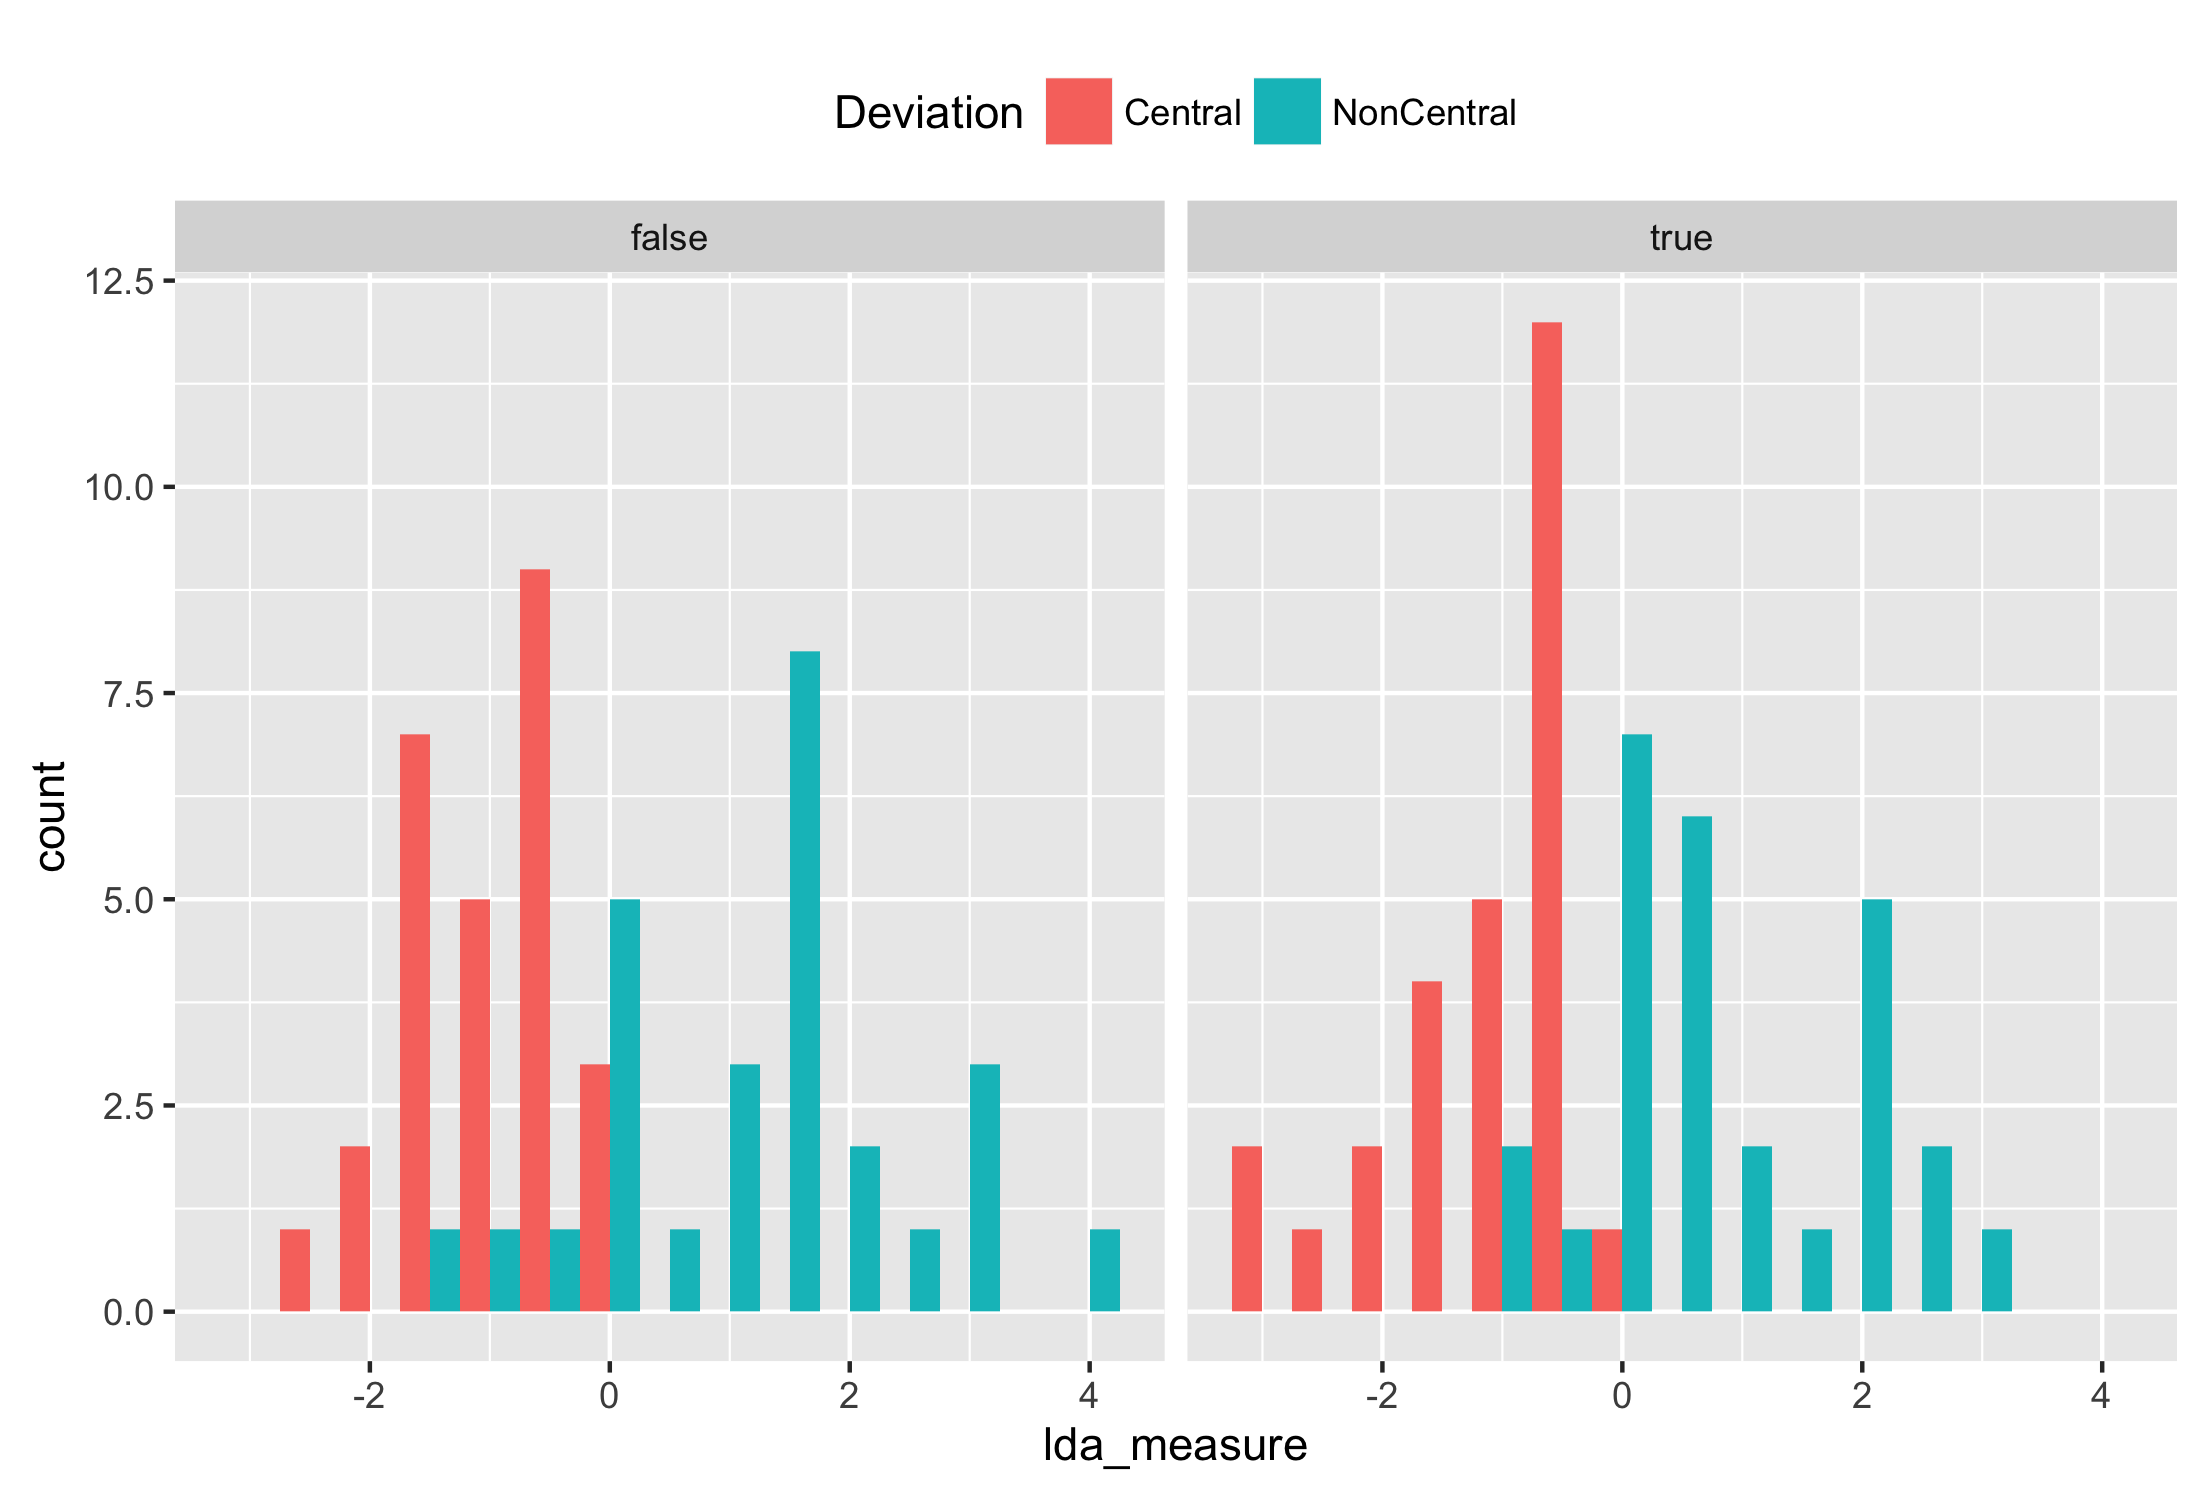 Deviation Central NonCentral
false true
12.5
10.0
7.5
5.0
2.5
0.0
count
-2 0 2 4 -2 0 2 4
lda_measure